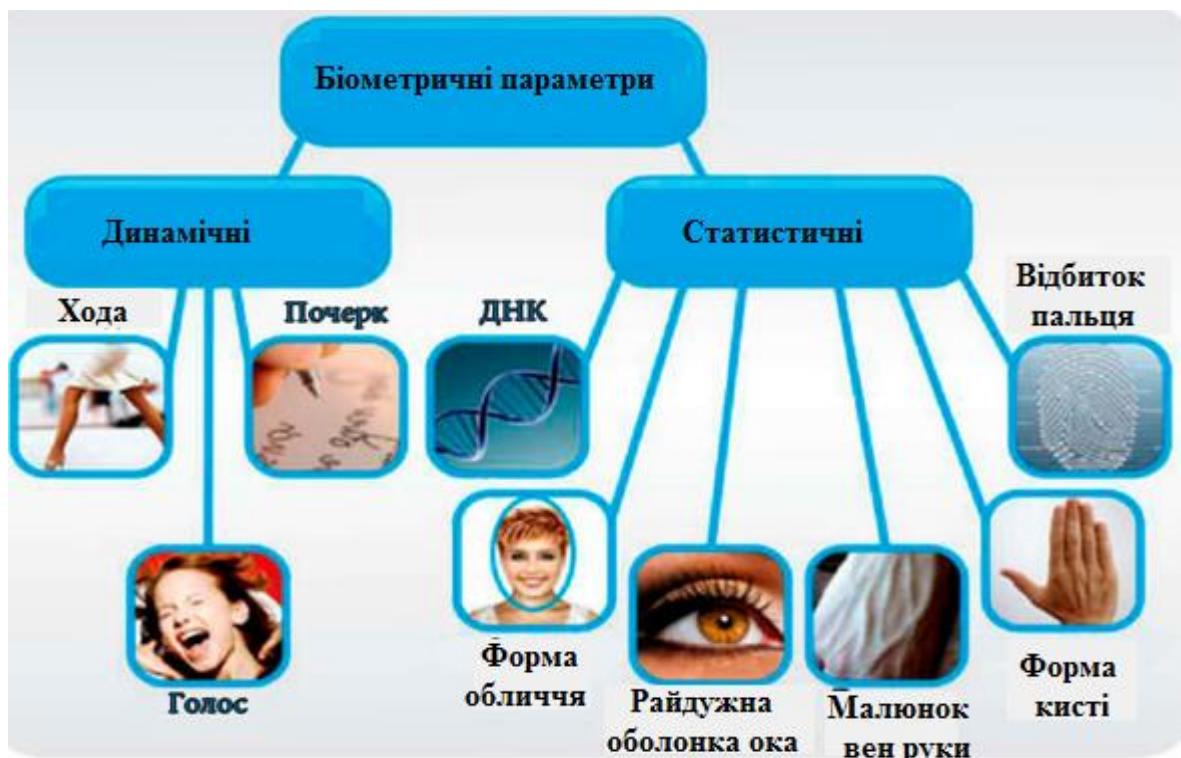 Біометричні параметри
Динамічні
Статистичні
Хода
Почерк
ДНК
Відбиток
пальця
Голос
Форма
обличчя
Райдужна
оболонка ока
Малюнок
вен руки
Форма
кисті